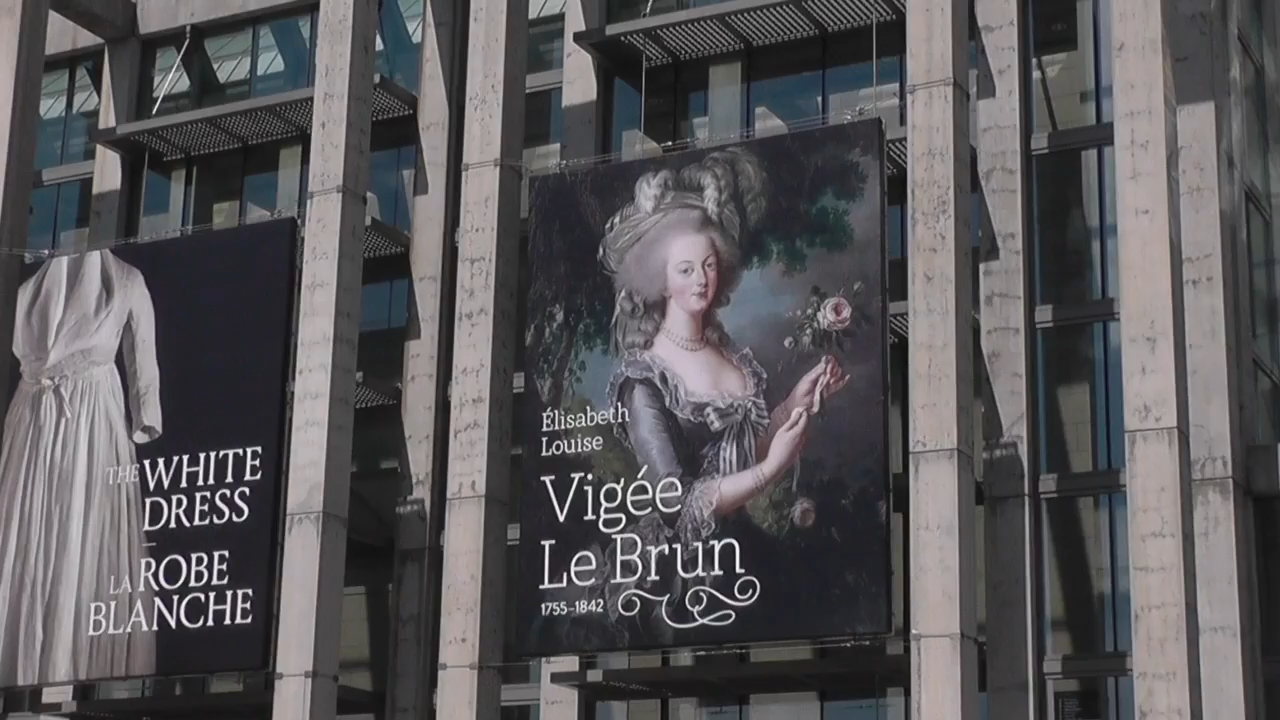 THE WHITE
DRESS
—
LA ROBE
BLANCHE
Élisabeth
Louise
Vigée
Le Brun
1755–1842